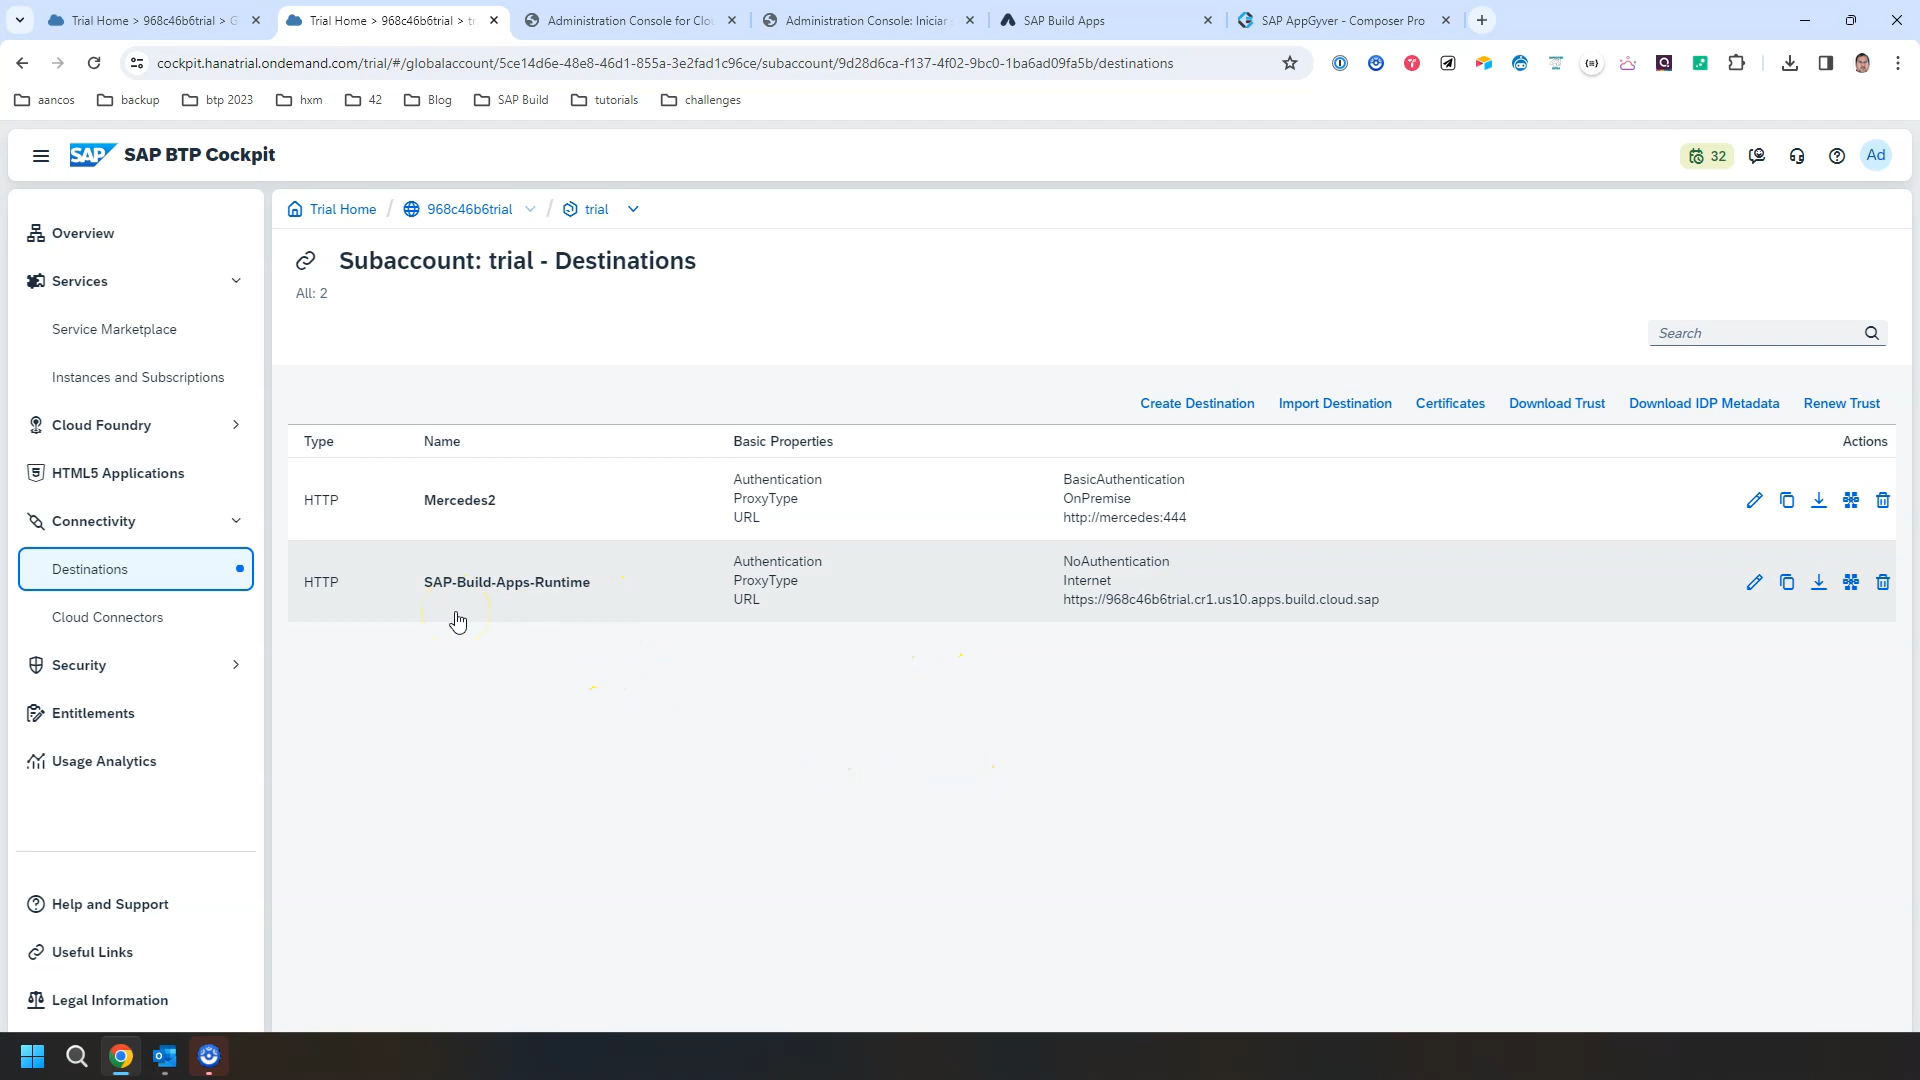 Trial Home > 968c46b6trial > G
Trial Home > 968c46b6trial > tr
Administration Console for Clou
Administration Console: Iniciar
SAP Build Apps
SAP AppGyver - Composer Pro
cockpit.hanatrial.ondemand.com/trial/#/globalaccount/5ce14d6e-48e8-46d1-855a-3e2fad1c96ce/subaccount/9d28d6ca-f137-4f02-9bc0-1ba6ad09fa5b/destinations
aancos
backup
btp 2023
hxm
42
Blog
SAP Build
tutorials
challenges
SAP
SAP BTP Cockpit
32
Ad
Overview
Services
Service Marketplace
Instances and Subscriptions
Cloud Foundry
HTML5 Applications
Connectivity
Destinations
Cloud Connectors
Security
Entitlements
Usage Analytics
Help and Support
Useful Links
Legal Information
Trial Home / 968c46b6trial / trial
Subaccount: trial - Destinations
All: 2
Search
Create Destination
Import Destination
Certificates
Download Trust
Download IDP Metadata
Renew Trust
Type
Name
Basic Properties
Actions
HTTP
Mercedes2
Authentication
BasicAuthentication
ProxyType
OnPremise
URL
http://mercedes:444
HTTP
SAP-Build-Apps-Runtime
Authentication
NoAuthentication
ProxyType
Internet
URL
https://968c46b6trial.cr1.us10.apps.build.cloud.sap